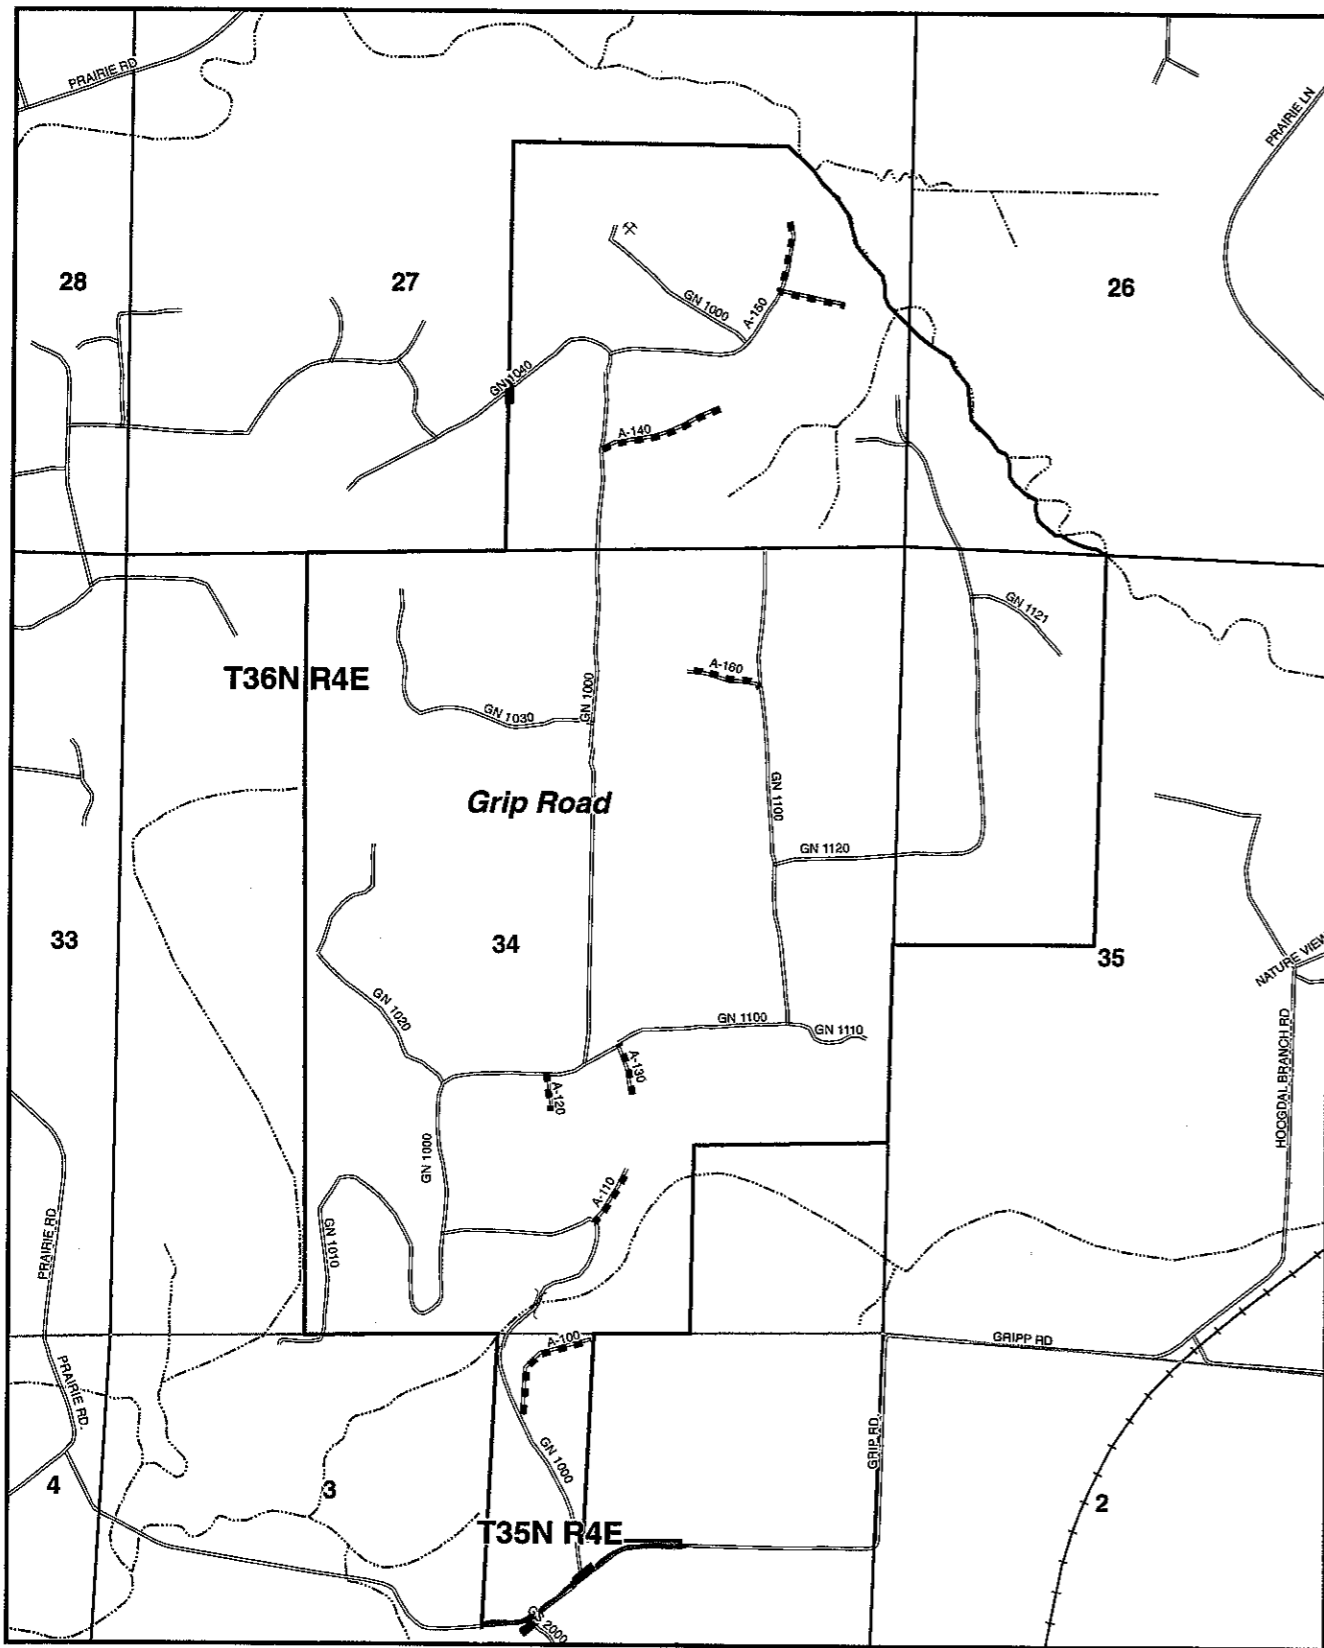 PRAIRIE RD
PRAIRIE LN
28
27
26
GN 1000
A-150
GN 1040
A-140
GN 1121
T36N R4E
A-160
GN 1030
GN 1000
GN 1100
Grip Road
GN 1120
33
34
35
NATURE VIEW
GN 1020
GN 1100
GN 1110
HOOGDAL BRANCH RD
A-130
A-120
GN 1000
A-110
PRAIRIE RD
GN 1010
A-100
GRIPP RD
PRAIRIE RD.
GRIP RD
GN 1000
4
3
2
T35N R4E
GS 2000